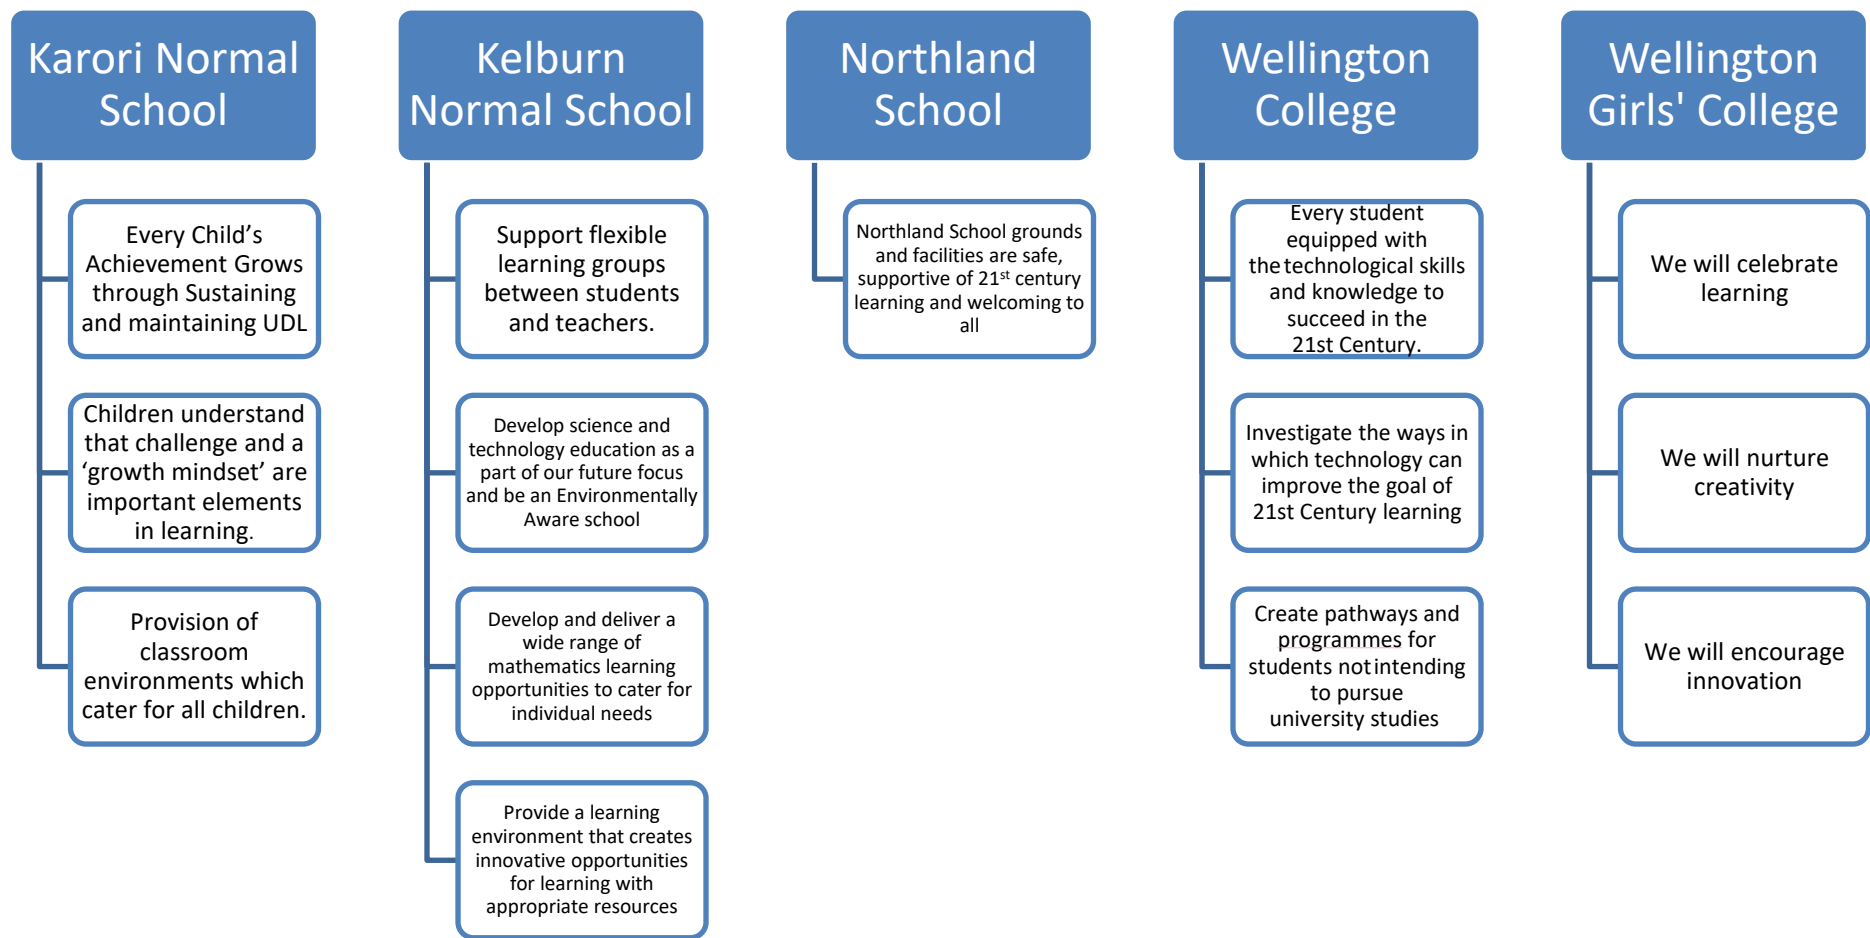 Karori Normal
School
Every Child’s
Achievement Grows
through Sustaining
and maintaining UDL
Children understand
that challenge and a
‘growth mindset’ are
important elements
in learning.
Provision of
classroom
environments which
cater for all children.
Kelburn
Normal School
Support flexible
learning groups
between students
and teachers.
Develop science and
technology education as a
part of our future focus
and be an Environmentally
Aware school
Develop and deliver a
wide range of
mathematics learning
opportunities to cater for
individual needs
Provide a learning
environment that creates
innovative opportunities
for learning with
appropriate resources
Northland
School
Northland School grounds
and facilities are safe,
supportive of 21st century
learning and welcoming to
all
Wellington
College
Every student
equipped with
the technological skills
and knowledge to
succeed in the
21st Century.
Investigate the ways in
which technology can
improve the goal of
21st Century learning
Create pathways and
programmes for
students not intending
to pursue
university studies
Wellington
Girls' College
We will celebrate
learning
We will nurture
creativity
We will encourage
innovation